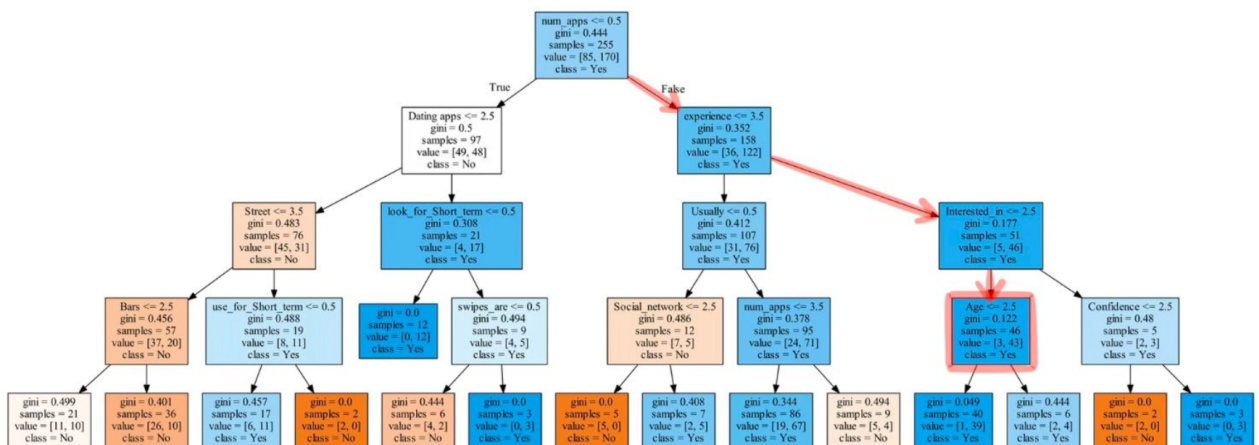 num_apps <= 0.5
gini = 0.444
samples = 255
value = [85, 170]
class = Yes
True
False
Dating apps <= 2.5
gini = 0.5
samples = 97
value = [49, 48]
class = No
experience <= 3.5
gini = 0.352
samples = 158
value = [36, 122]
class = Yes
Street <= 3.5
gini = 0.483
samples = 76
value = [45, 31]
class = No
look_for_Short_term <= 0.5
gini = 0.308
samples = 21
value = [4, 17]
class = Yes
Usually <= 0.5
gini = 0.412
samples = 107
value = [31, 76]
class = Yes
Interested_in <= 2.5
gini = 0.177
samples = 51
value = [5, 46]
class = Yes
Bars <= 2.5
gini = 0.456
samples = 57
value = [37, 20]
class = No
use_for_Short_term <= 0.5
gini = 0.488
samples = 19
value = [8, 11]
class = Yes
gini = 0.0
samples = 12
value = [0, 12]
class = Yes
swipes_are <= 0.5
gini = 0.494
samples = 9
value = [4, 5]
class = Yes
Social_network <= 2.5
gini = 0.486
samples = 12
value = [7, 5]
class = No
num_apps <= 3.5
gini = 0.378
samples = 95
value = [24, 71]
class = Yes
Age <= 2.5
gini = 0.122
samples = 46
value = [3, 43]
class = Yes
Confidence <= 2.5
gini = 0.48
samples = 5
value = [2, 3]
class = Yes
gini = 0.499
samples = 21
value = [11, 10]
class = No
gini = 0.401
samples = 36
value = [26, 10]
class = No
gini = 0.457
samples = 17
value = [6, 11]
class = Yes
gini = 0.0
samples = 2
value = [2, 0]
class = No
gini = 0.444
samples = 6
value = [4, 2]
class = No
gini = 0.0
samples = 3
value = [0, 3]
class = Yes
gini = 0.0
samples = 5
value = [5, 0]
class = No
gini = 0.408
samples = 7
value = [2, 5]
class = Yes
gini = 0.344
samples = 86
value = [19, 67]
class = Yes
gini = 0.494
samples = 9
value = [5, 4]
class = No
gini = 0.049
samples = 40
value = [1, 39]
class = Yes
gini = 0.444
samples = 6
value = [2, 4]
class = Yes
gini = 0.0
samples = 2
value = [2, 0]
class = No
gini = 0.0
samples = 3
value = [0, 3]
class = Yes